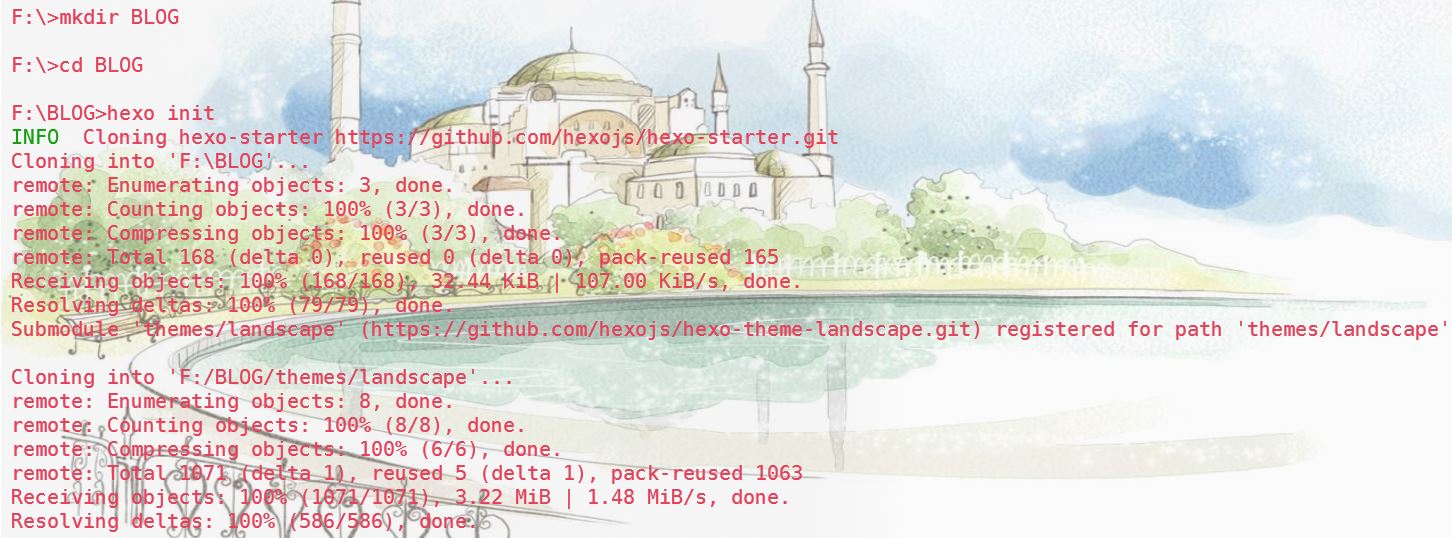 F:\>mkdir BLOG
F:\>cd BLOG
F:\BLOG>hexo init
INFO  Cloning hexo-starter https://github.com/hexojs/hexo-starter.git
Cloning into 'F:\BLOG'...
remote: Enumerating objects: 3, done.
remote: Counting objects: 100% (3/3), done.
remote: Compressing objects: 100% (3/3), done.
remote: Total 168 (delta 0), reused 0 (delta 0), pack-reused 165
Receiving objects: 100% (168/168), 32.44 KiB | 107.00 KiB/s, done.
Resolving deltas: 100% (79/79), done.
Submodule 'themes/landscape' (https://github.com/hexojs/hexo-theme-landscape.git) registered for path 'themes/landscape'
Cloning into 'F:/BLOG/themes/landscape'...
remote: Enumerating objects: 8, done.
remote: Counting objects: 100% (8/8), done.
remote: Compressing objects: 100% (6/6), done.
remote: Total 1071 (delta 1), reused 5 (delta 1), pack-reused 1063
Receiving objects: 100% (1071/1071), 3.22 MiB | 1.48 MiB/s, done.
Resolving deltas: 100% (586/586), done.